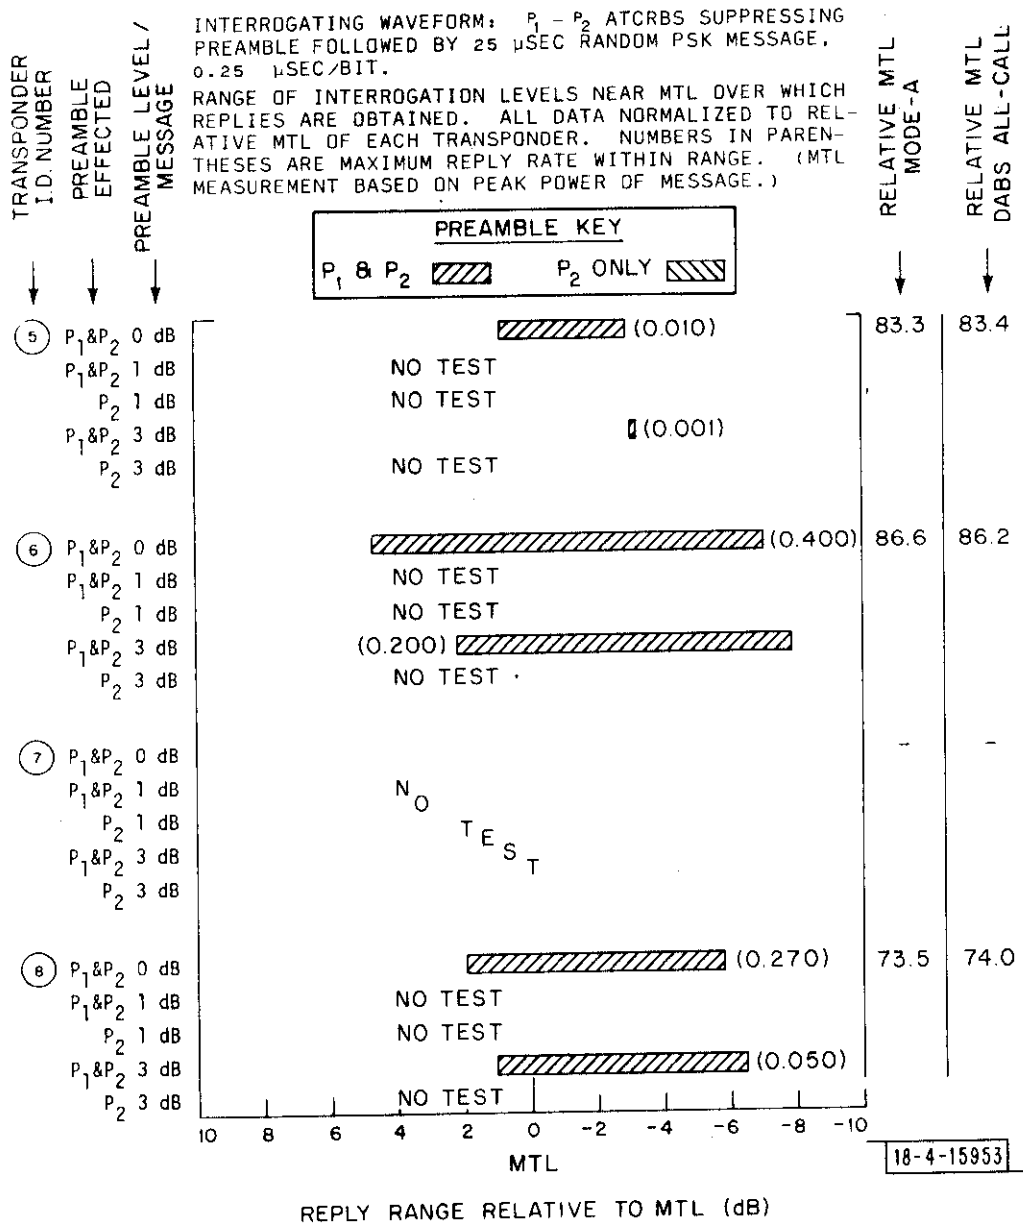 TRANSPONDER I.D. NUMBER
PREAMBLE EFFECTED
PREAMBLE LEVEL / MESSAGE
INTERROGATING WAVEFORM: P1 - P2 ATCRBS SUPPRESSING
PREAMBLE FOLLOWED BY 25 µSEC RANDOM PSK MESSAGE,
0.25 µSEC/BIT.
RANGE OF INTERROGATION LEVELS NEAR MTL OVER WHICH
REPLIES ARE OBTAINED. ALL DATA NORMALIZED TO REL-
ATIVE MTL OF EACH TRANSPONDER. NUMBERS IN PAREN-
THESES ARE MAXIMUM REPLY RATE WITHIN RANGE. (MTL
MEASUREMENT BASED ON PEAK POWER OF MESSAGE.)
RELATIVE MTL MODE-A
RELATIVE MTL DABS ALL-CALL
PREAMBLE KEY
P1 & P2 P2 ONLY
5 P1&P2 0 dB (0.010) 83.3 83.4
P1&P2 1 dB NO TEST
P2 1 dB NO TEST
P1&P2 3 dB (0.001)
P2 3 dB NO TEST
6 P1&P2 0 dB (0.400) 86.6 86.2
P1&P2 1 dB NO TEST
P2 1 dB NO TEST
P1&P2 3 dB (0.200)
P2 3 dB NO TEST
7 P1&P2 0 dB - -
P1&P2 1 dB
P2 1 dB
P1&P2 3 dB
P2 3 dB
NO TEST
8 P1&P2 0 dB (0.270) 73.5 74.0
P1&P2 1 dB NO TEST
P2 1 dB NO TEST
P1&P2 3 dB (0.050)
P2 3 dB NO TEST
10 8 6 4 2 0 -2 -4 -6 -8 -10
MTL
18-4-15953
REPLY RANGE RELATIVE TO MTL (dB)